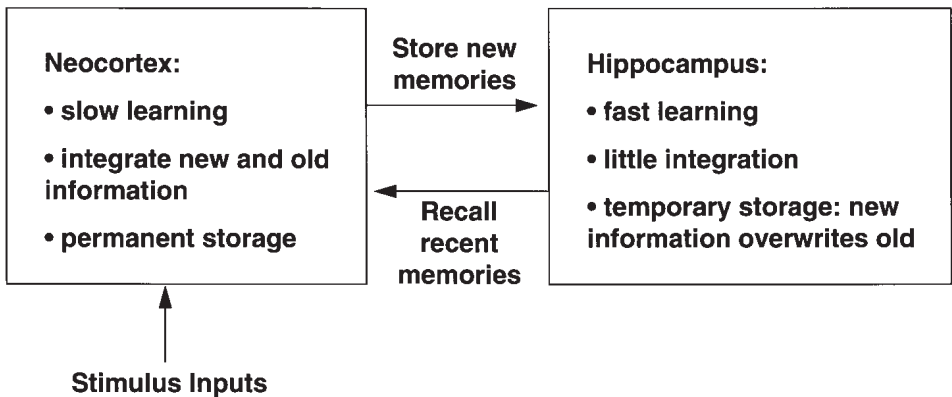 Neocortex:
• slow learning
• integrate new and old
information
• permanent storage
Store new
memories
Recall
recent
memories
Hippocampus:
• fast learning
• little integration
• temporary storage: new
information overwrites old
Stimulus Inputs